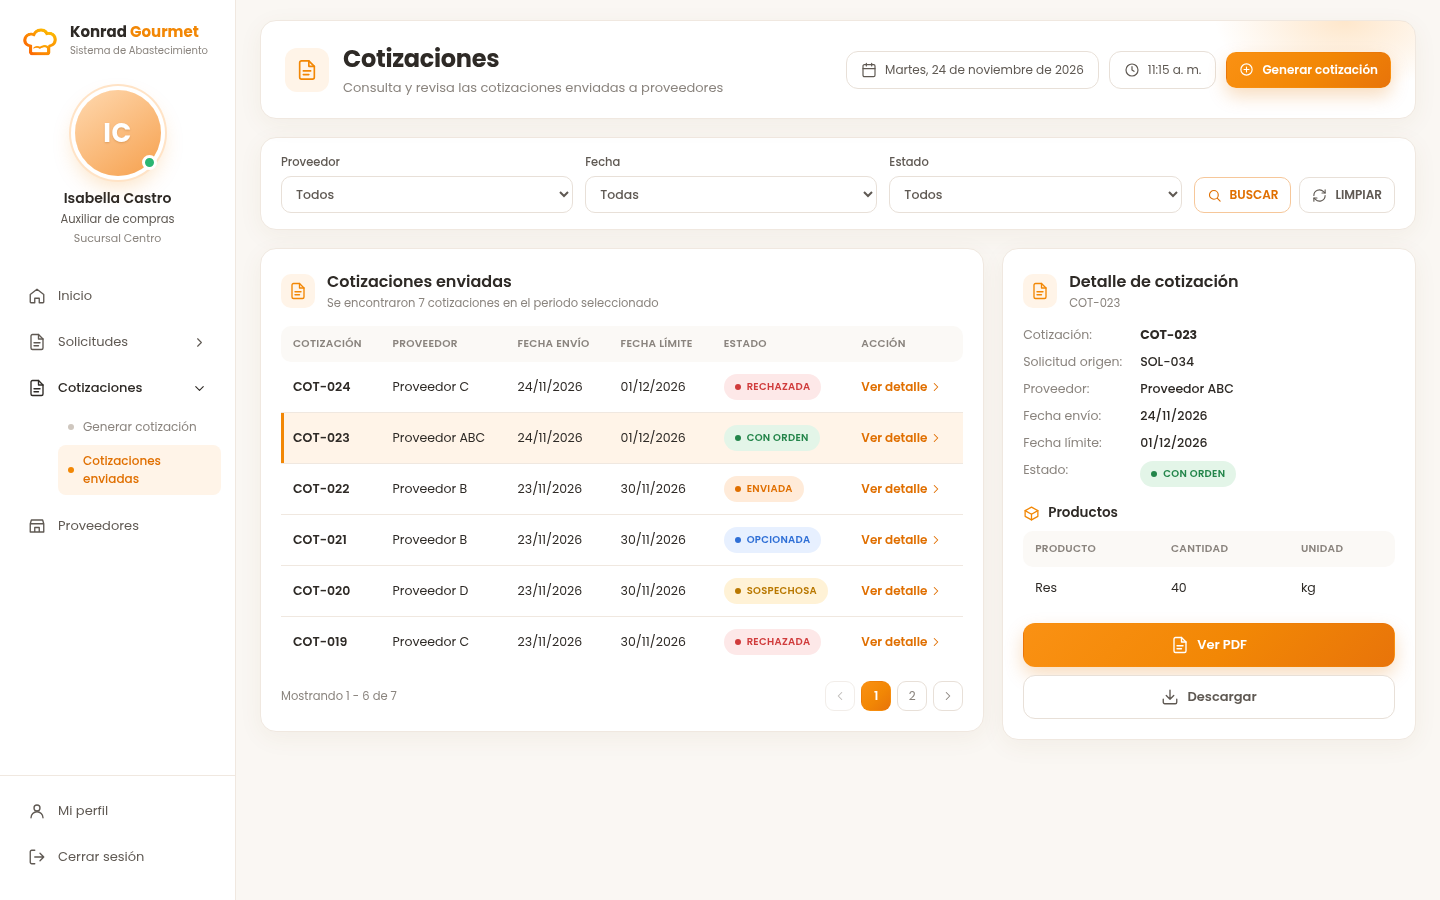 Konrad Gourmet
Sistema de Abastecimiento
IC
Isabella Castro
Auxiliar de compras
Sucursal Centro
Inicio
Solicitudes
Cotizaciones
Generar cotización
Cotizaciones
enviadas
Proveedores
Mi perfil
Cerrar sesión
Cotizaciones
Consulta y revisa las cotizaciones enviadas a proveedores
Martes, 24 de noviembre de 2026
11:15 a. m.
Generar cotización
Proveedor
Fecha
Estado
Todos
Todas
Todos
BUSCAR
LIMPIAR
Cotizaciones enviadas
Se encontraron 7 cotizaciones en el periodo seleccionado
COTIZACIÓN PROVEEDOR FECHA ENVÍO FECHA LÍMITE ESTADO ACCIÓN
COT-024 Proveedor C 24/11/2026 01/12/2026 RECHAZADA Ver detalle
COT-023 Proveedor ABC 24/11/2026 01/12/2026 CON ORDEN Ver detalle
COT-022 Proveedor B 23/11/2026 30/11/2026 ENVIADA Ver detalle
COT-021 Proveedor B 23/11/2026 30/11/2026 OPCIONADA Ver detalle
COT-020 Proveedor D 23/11/2026 30/11/2026 SOSPECHOSA Ver detalle
COT-019 Proveedor C 23/11/2026 30/11/2026 RECHAZADA Ver detalle
Mostrando 1 - 6 de 7
1 2
Detalle de cotización
COT-023
Cotización: COT-023
Solicitud origen: SOL-034
Proveedor: Proveedor ABC
Fecha envío: 24/11/2026
Fecha límite: 01/12/2026
Estado: CON ORDEN
Productos
PRODUCTO CANTIDAD UNIDAD
Res 40 kg
Ver PDF
Descargar